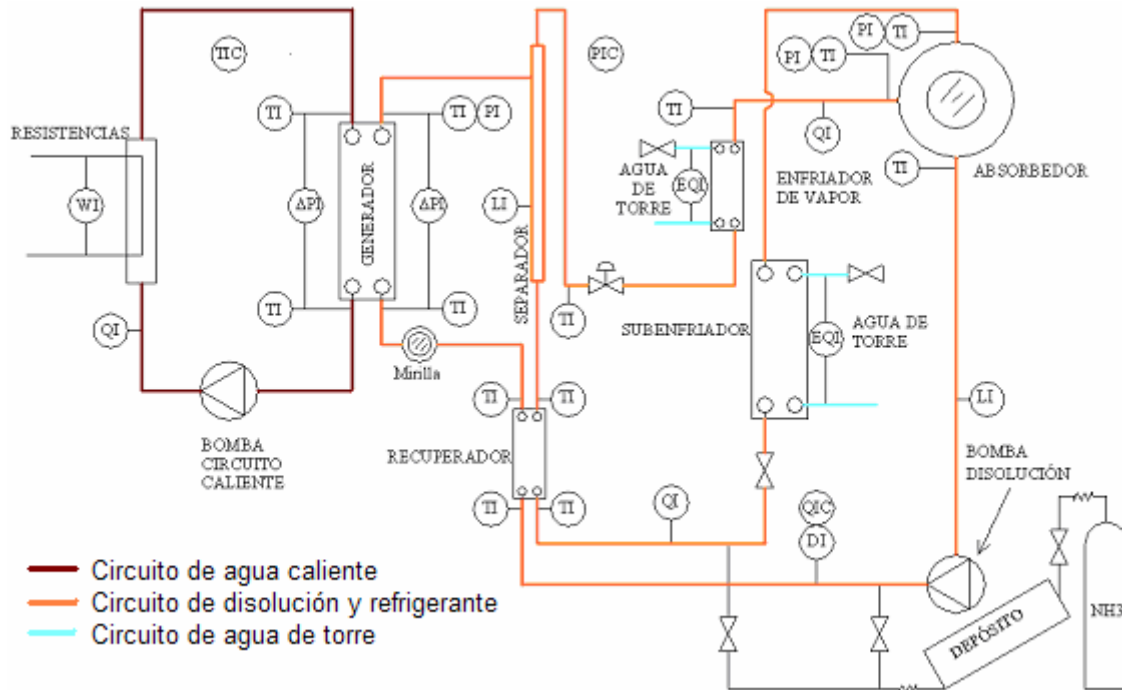 TIC
PIC
PI
TI
PI
TI
RESISTENCIAS
TI
TI
PI
TI
AGUA
DE
TORRE
EQI
QI
ENFRIADOR
DE VAPOR
TI
ABSORBEDOR
WI
ΔPI
GENERADOR
ΔPI
LI
SEPARADOR
QI
TI
TI
TI
SUBENFRIADOR
EQI
AGUA DE
TORRE
Mirilla
TI
TI
LI
BOMBA
CIRCUITO
CALIENTE
RECUPERADOR
BOMBA
DISOLUCIÓN
TI
TI
QI
QIC
DI
Circuito de agua caliente
Circuito de disolución y refrigerante
Circuito de agua de torre
DEPÓSITO
NH3